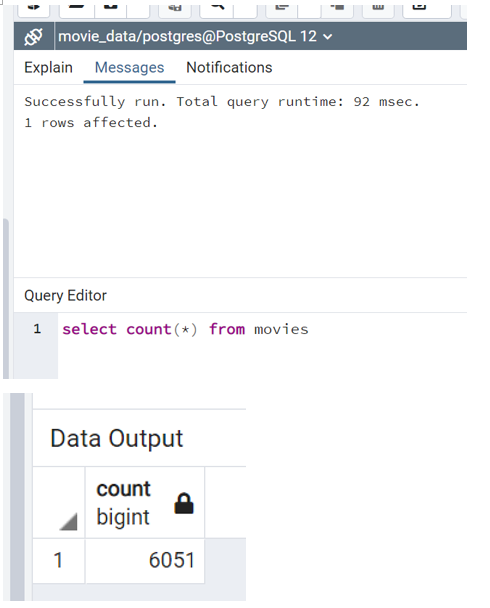 movie_data/postgres@PostgreSQL 12
Explain Messages Notifications
Successfully run. Total query runtime: 92 msec.
1 rows affected.
Query Editor
1 select count(*) from movies
Data Output
count
bigint
1 6051